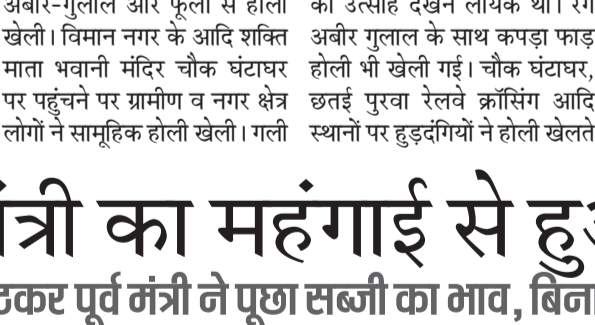 अबीर-गुलाल और फूलों से होली
खेली। विमान नगर के आदि शक्ति
माता भवानी मंदिर चौक घंटाघर
पर पहुंचने पर ग्रामीण व नगर क्षेत्र
लोगों ने सामूहिक होली खेली। गली
का उत्साह देखने लायक था। रंग
अबीर गुलाल के साथ कपड़ा फाड़
होली भी खेली गई। चौक घंटाघर,
छतई पुरवा रेलवे क्रॉसिंग आदि
स्थानों पर हुड़दंगियों ने होली खेलते
का महंगाई से
पूर्व मंत्री ने पूछा सब्जी का भाव, बिना